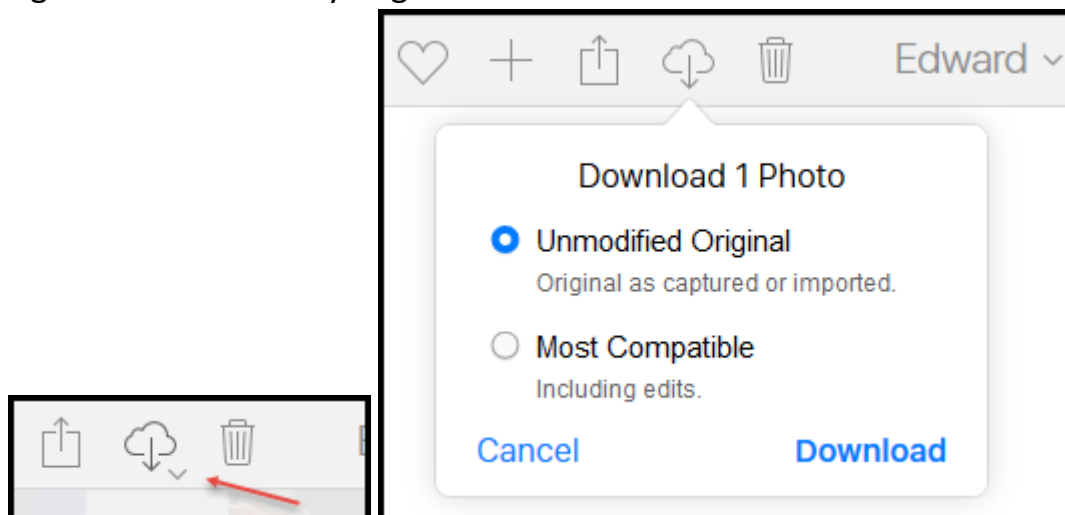 Edward
Download 1 Photo
Unmodified Original
Original as captured or imported.
Most Compatible
Including edits.
Cancel Download